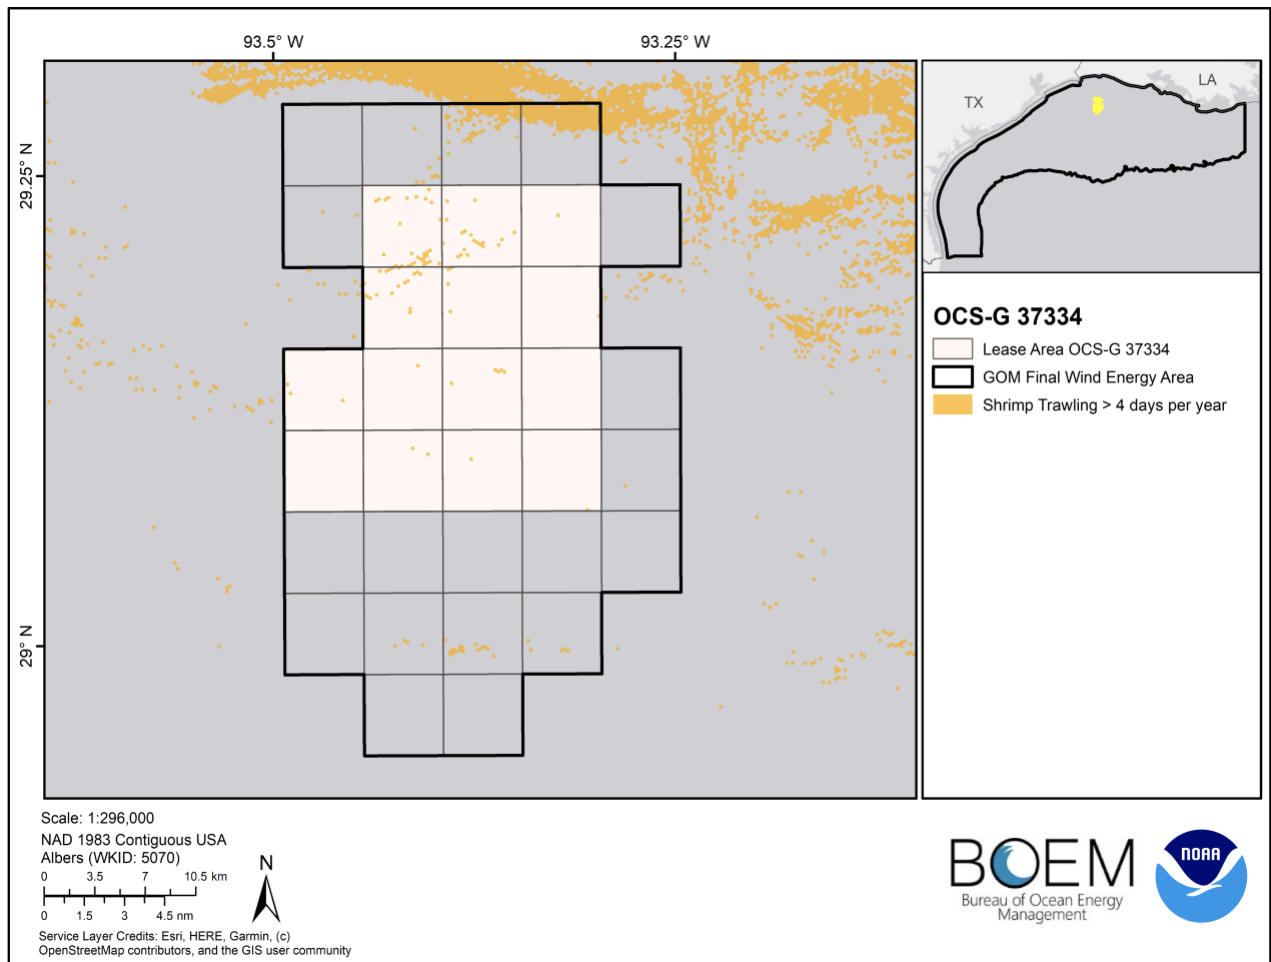 93.5° W
93.25° W
29.25° N
29° N
TX
LA
OCS-G 37334
Lease Area OCS-G 37334
GOM Final Wind Energy Area
Shrimp Trawling > 4 days per year
Scale: 1:296,000
NAD 1983 Contiguous USA
Albers (WKID: 5070)
0 3.5 7 10.5 km
0 1.5 3 4.5 nm
N
Service Layer Credits: Esri, HERE, Garmin, (c)
OpenStreetMap contributors, and the GIS user community
BOEM
Bureau of Ocean Energy
Management
NOAA